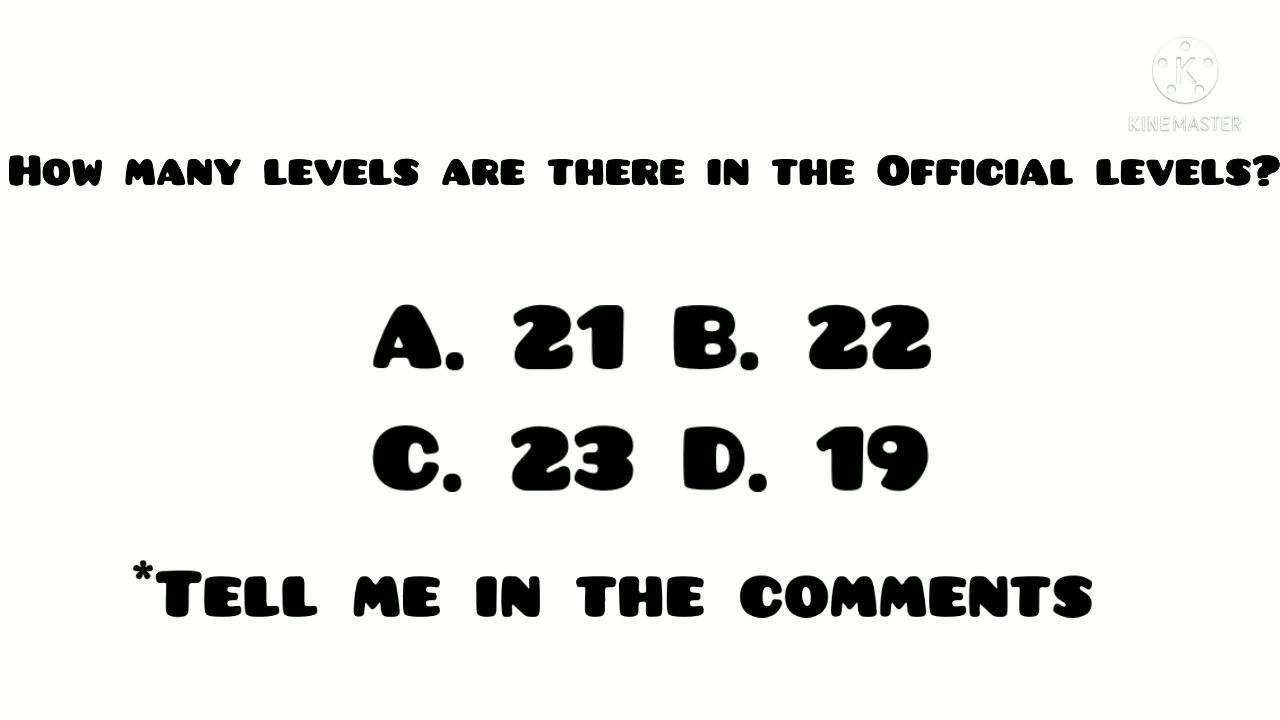 KINEMASTER
How many levels are there in the Official levels?
A. 21 B. 22
C. 23 D. 19
*Tell me in the comments